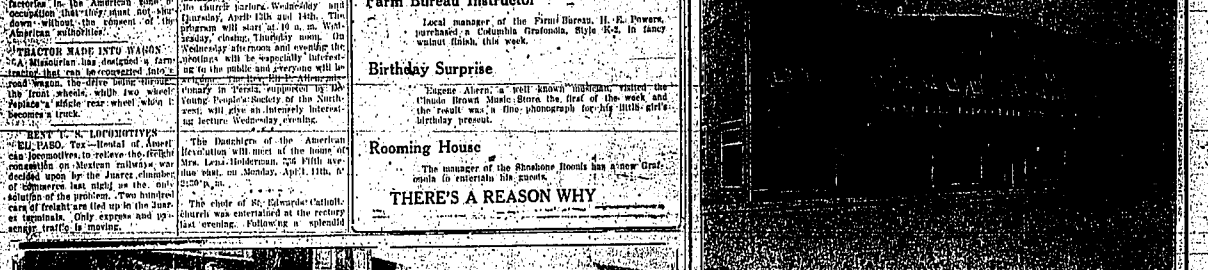 factories in the American zone of
occupation that they must not shut
down without the consent of the
American authorities.
TRACTOR MADE INTO WAGON
A Missourian has designed a farm
tractor that can be converted into a
road wagon, the drive being through
the front wheels, while two wheel
replace a single rear wheel when it
becomes a truck.
RENT U. S. LOCOMOTIVES
EL PASO, Tex—Rental of Ameri
can locomotives, to relieve the freight
congestion on Mexican railways was
decided upon by the Juarez chamber
of commerce last night as the only
solution of the problem. Two hundred
cars of freight are tied up in the Juar-
ez terminals. Only express and pas-
senger traffic is moving.
the church parlors Wednesday and
Thursday, April 13th and 14th. The
program will start at 10 a. m. Wed-
nesday, closing Thursday noon. On
Wednesday afternoon and evening the
meetings will be especially interest-
ing to the public and everyone will be
in Persia, supported by the
Young People's Society of the North-
west, will give an intensely interest-
ing lecture Wednesday evening.
The Daughters of the American
Revolution will meet at the home of
Mrs. Lena Holderman, Fifth ave-
nue east, on Monday, April 11th, at
2:30 p. m.
The choir of St. Edwards Catholic
church was entertained at the rectory
last evening. Following a splendid
Farm Bureau Instructor
Local manager of the Farm Bureau, H. E. Powers,
purchased a Columbia Grafonola, Style K-2, in fancy
walnut finish, this week.
Birthday Surprise
Eugene Ahern, a well known musician, visited the
Claude Brown Music Store the first of the week and
the result was a fine phonograph for his little girl's
birthday present.
Rooming House
The manager of the Shoshone Rooms has a new Graf-
onola to entertain his guests.
THERE'S A REASON WHY